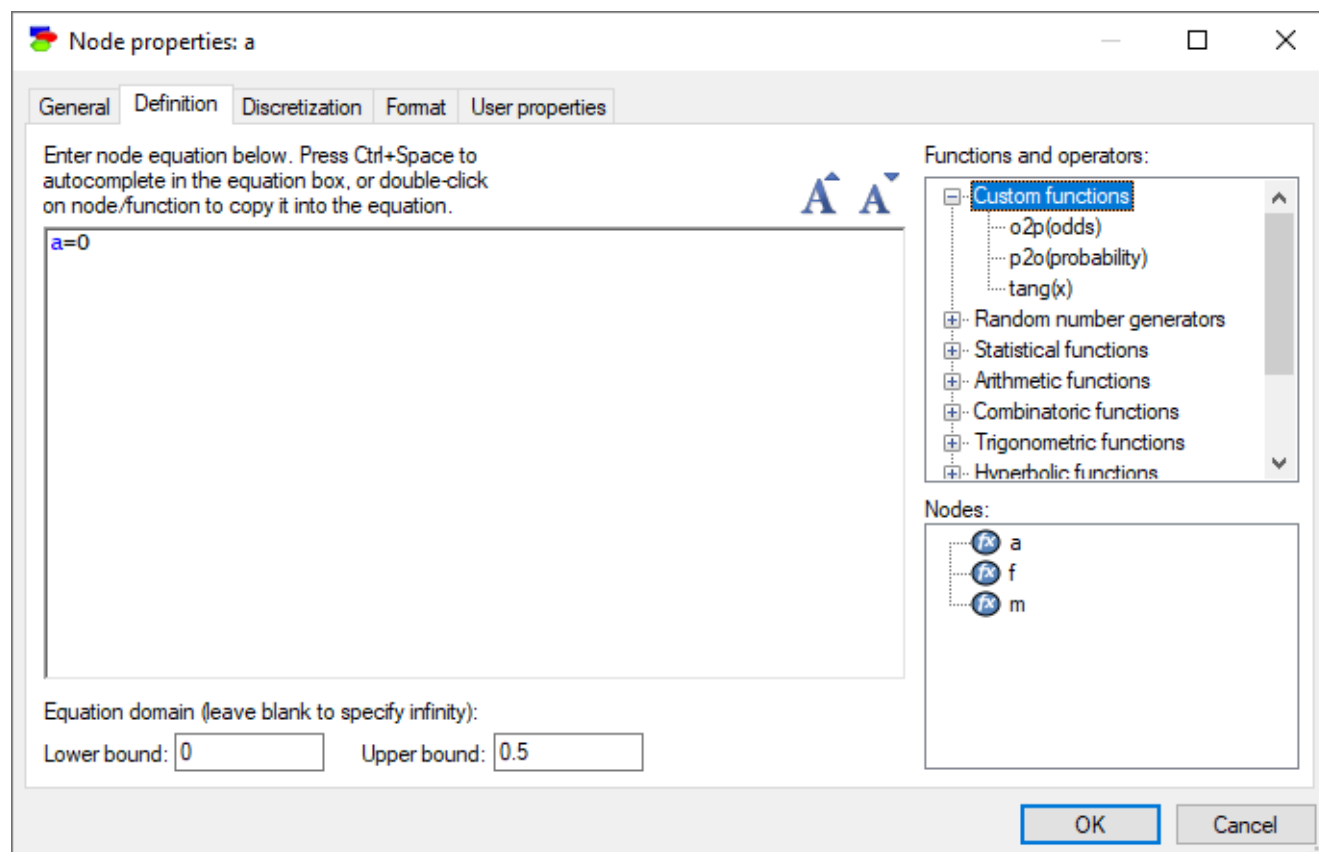 Node properties: a
General Definition Discretization Format User properties
Enter node equation below. Press Ctrl+Space to
autocomplete in the equation box, or double-click
on node/function to copy it into the equation.
A A
a=0
Equation domain (leave blank to specify infinity):
Lower bound: 0 Upper bound: 0.5
Functions and operators:
Custom functions
o2p(odds)
p2o(probability)
tang(x)
Random number generators
Statistical functions
Arithmetic functions
Combinatoric functions
Trigonometric functions
Hyperbolic functions
Nodes:
fx a
fx f
fx m
OK Cancel